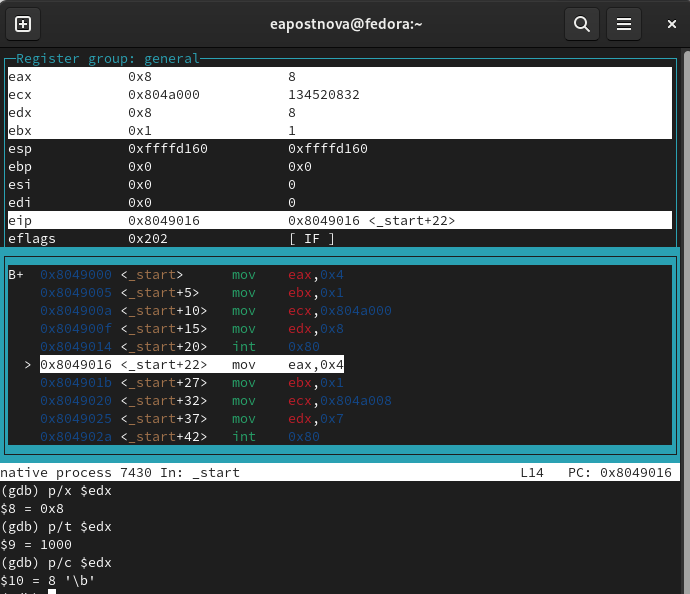 eapostnova@fedora:~
Register group: general
eax 0x8 8
ecx 0x804a000 134520832
edx 0x8 8
ebx 0x1 1
esp 0xffffd160 0xffffd160
ebp 0x0 0x0
esi 0x0 0
edi 0x0 0
eip 0x8049016 0x8049016 <_start+22>
eflags 0x202 [ IF ]
B+ 0x8049000 <_start> mov eax,0x4
0x8049005 <_start+5> mov ebx,0x1
0x804900a <_start+10> mov ecx,0x804a000
0x804900f <_start+15> mov edx,0x8
0x8049014 <_start+20> int 0x80
> 0x8049016 <_start+22> mov eax,0x4
0x804901b <_start+27> mov ebx,0x1
0x8049020 <_start+32> mov ecx,0x804a008
0x8049025 <_start+37> mov edx,0x7
0x804902a <_start+42> int 0x80
native process 7430 In: _start L14 PC: 0x8049016
(gdb) p/x $edx
$8 = 0x8
(gdb) p/t $edx
$9 = 1000
(gdb) p/c $edx
$10 = 8 '\b'